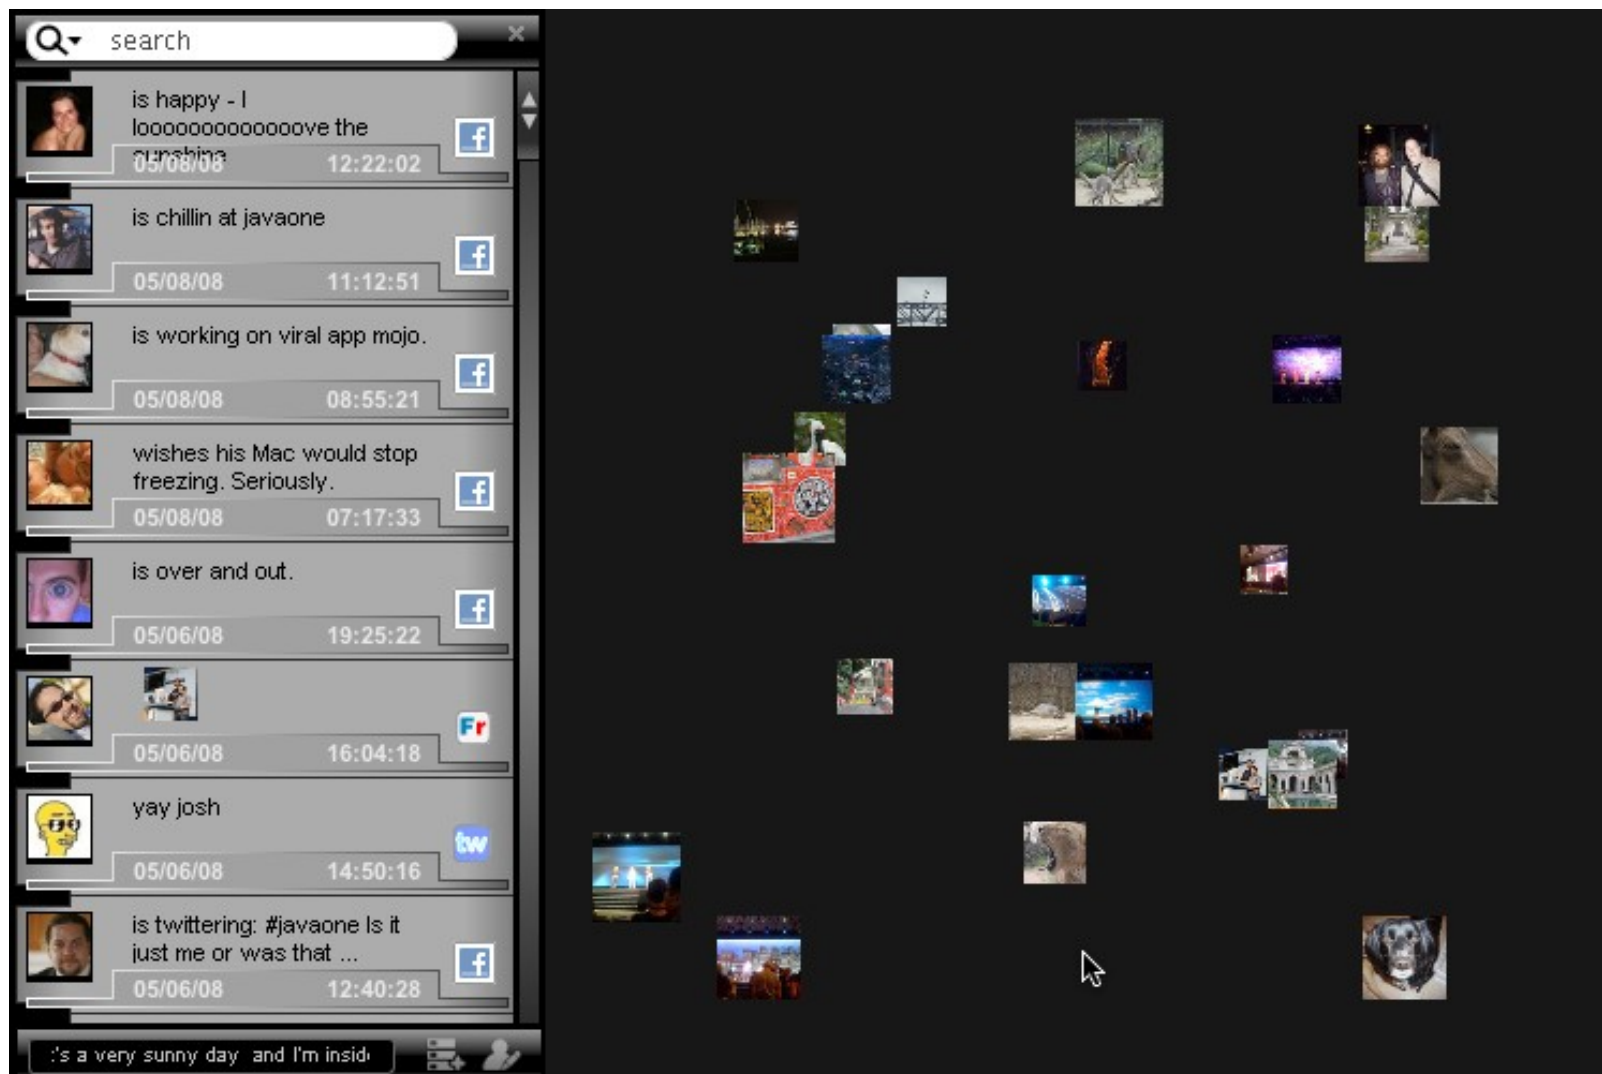 search
is happy - I
looooooooooooove the
sunshine
05/08/08 12:22:02
is chillin at javaone
05/08/08 11:12:51
is working on viral app mojo.
05/08/08 08:55:21
wishes his Mac would stop
freezing. Seriously.
05/08/08 07:17:33
is over and out.
05/06/08 19:25:22
Fr
05/06/08 16:04:18
yay josh
tw
05/06/08 14:50:16
is twittering: #javaone Is it
just me or was that ...
05/06/08 12:40:28
:'s a very sunny day and I'm insid